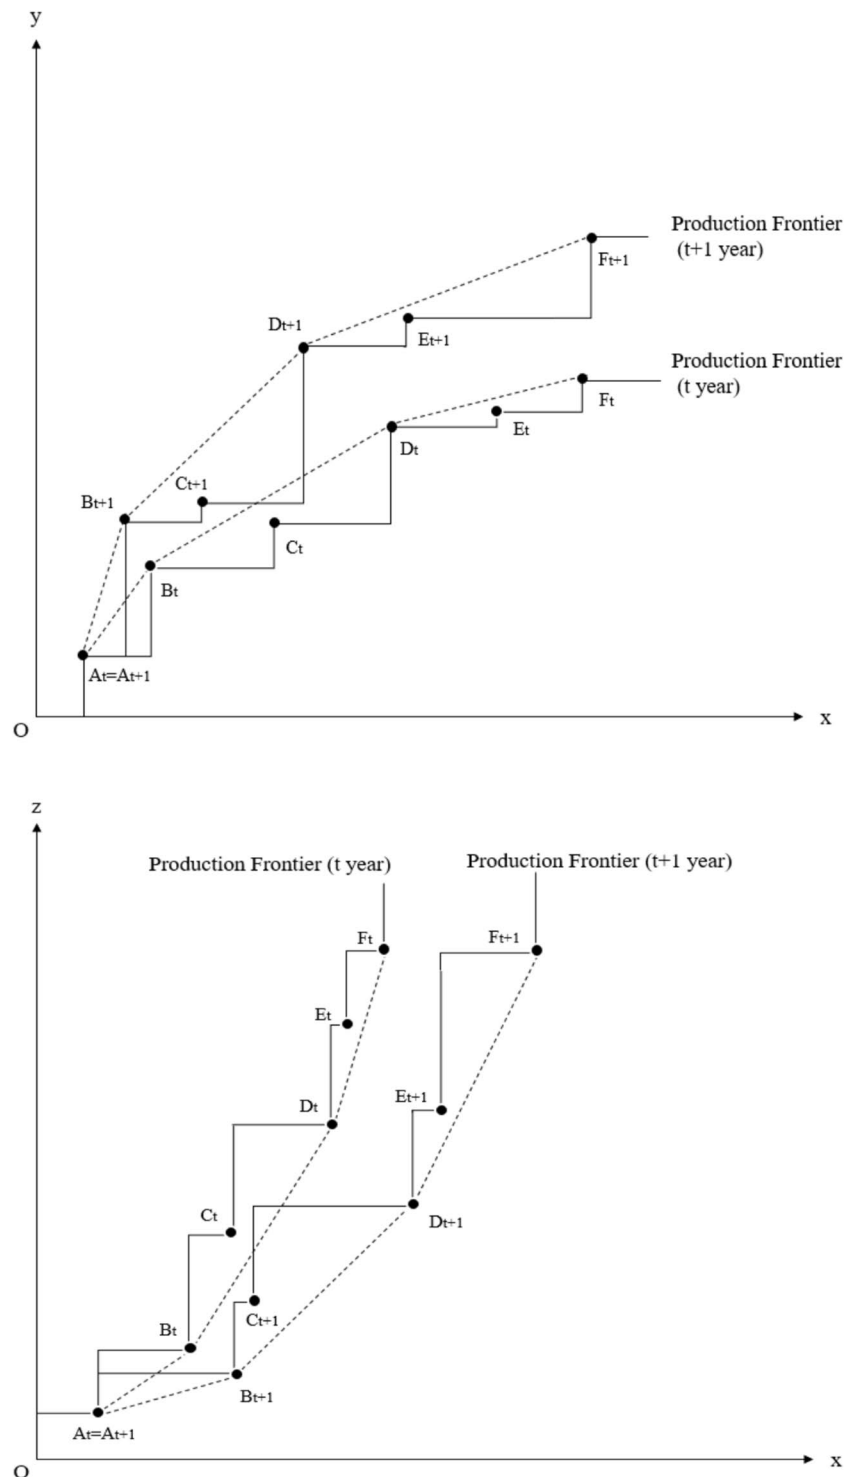 y
Production Frontier
(t+1 year)
Ft+1
Dt+1
Et+1
Production Frontier
(t year)
Ft
Et
Dt
Ct+1
Bt+1
Ct
Bt
At=At+1
O
x
z
Production Frontier (t year)
Production Frontier (t+1 year)
Ft
Ft+1
Et
Et+1
Dt
Ct
Dt+1
Ct+1
Bt
Bt+1
At=At+1
O
x